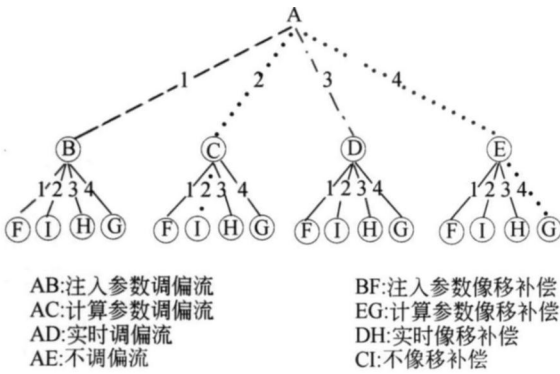 A
1 2 3 4
B C D E
1 2 3 4 1 2 3 4 1 2 3 4 1 2 3 4
F I H G F I H G F I H G F I H G
AB:注入参数调偏流 BF:注入参数像移补偿
AC:计算参数调偏流 EG:计算参数像移补偿
AD:实时调偏流 DH:实时像移补偿
AE:不调偏流 CI:不像移补偿